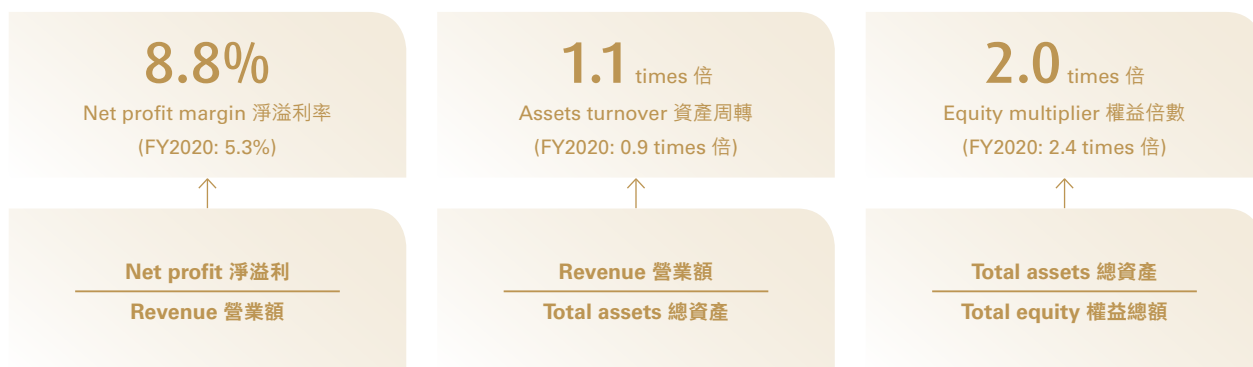 8.8%
Net profit margin 淨溢利率
(FY2020: 5.3%)
Net profit 淨溢利
Revenue 營業額
1.1 times 倍
Assets turnover 資產周轉
(FY2020: 0.9 times 倍)
Revenue 營業額
Total assets 總資產
2.0 times 倍
Equity multiplier 權益倍數
(FY2020: 2.4 times 倍)
Total assets 總資產
Total equity 權益總額